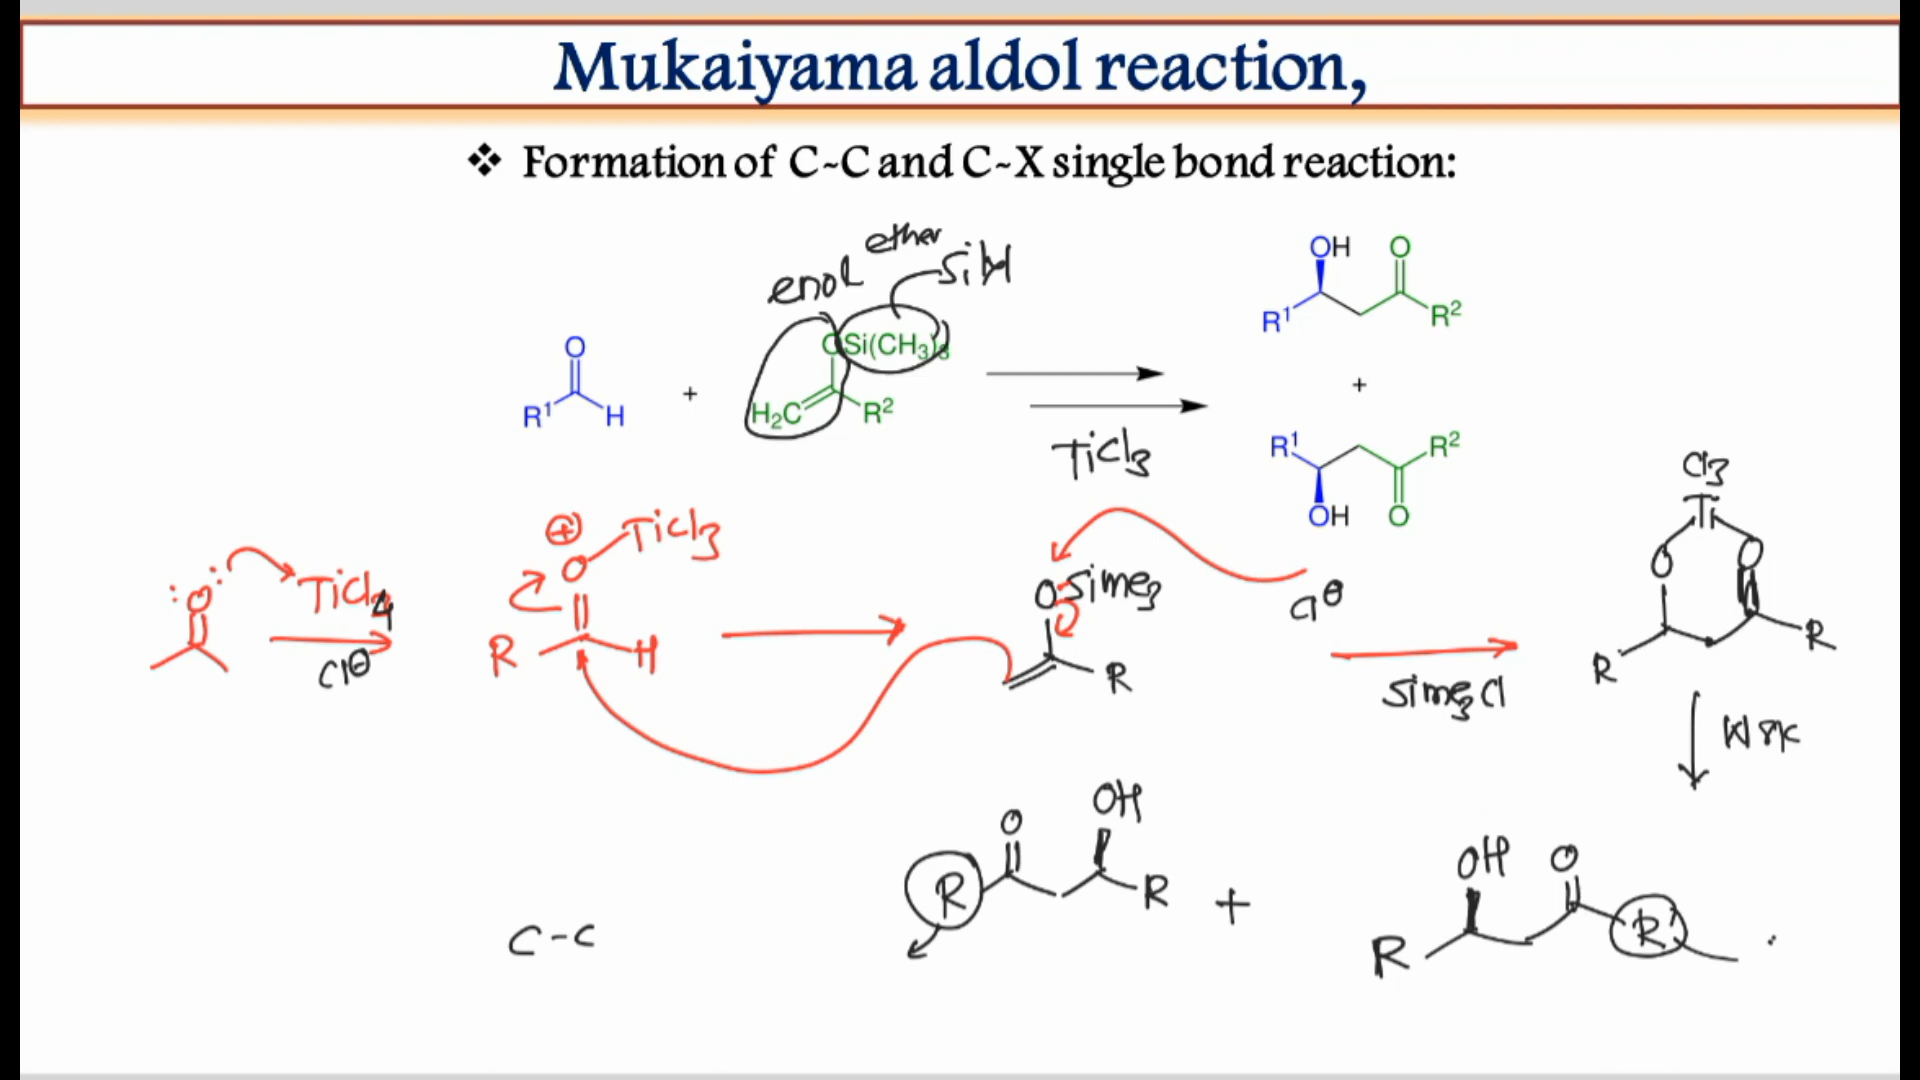 Mukaiyama aldol reaction,
❖ Formation of C-C and C-X single bond reaction:
enol ether
OH O
R¹ R²
O
R¹ H
+
OSi(CH₃)₃
H₂C R²
+
TiCl₃
R¹ R²
OH O
:O: TiCl₄
Cl⊖
⊕
O TiCl₃
R H
OSime₃
R
Cl⊖
Sime₃Cl
Cl₃
Ti
O O
R R
O OH
R R
+
OH O
R R'
C-C